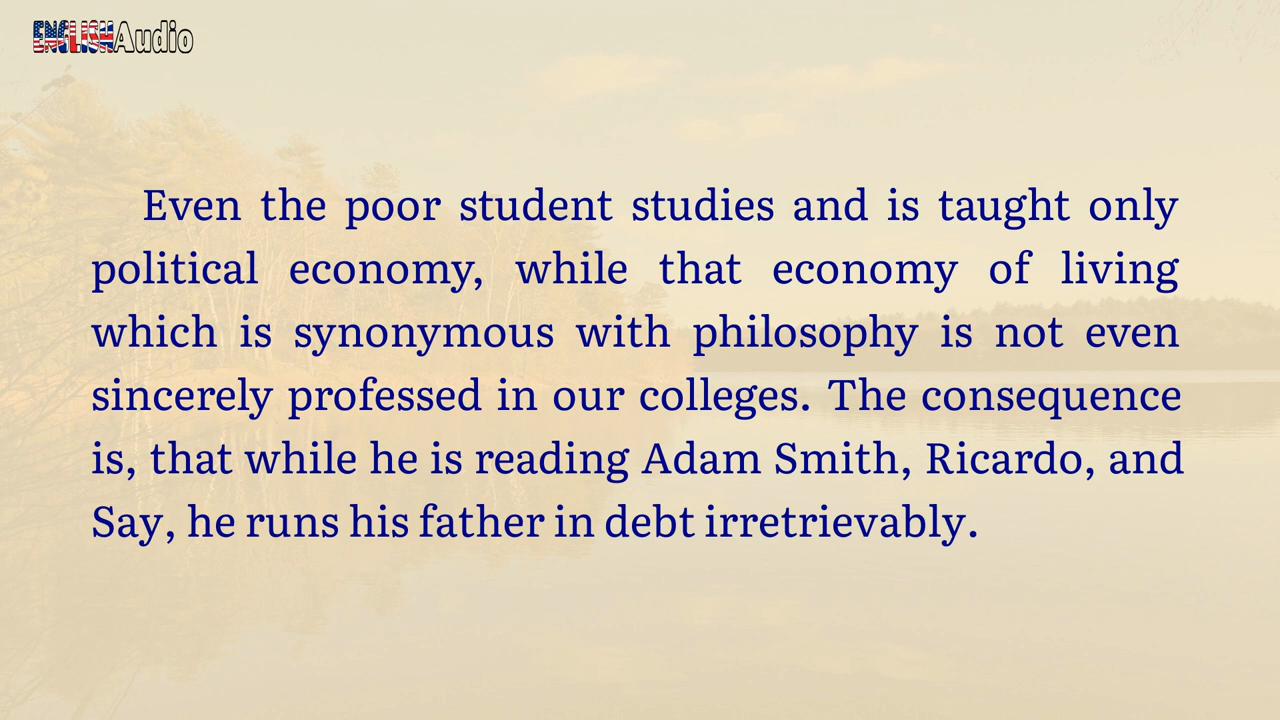 ENGLISHAudio
Even the poor student studies and is taught only
political economy, while that economy of living
which is synonymous with philosophy is not even
sincerely professed in our colleges. The consequence
is, that while he is reading Adam Smith, Ricardo, and
Say, he runs his father in debt irretrievably.